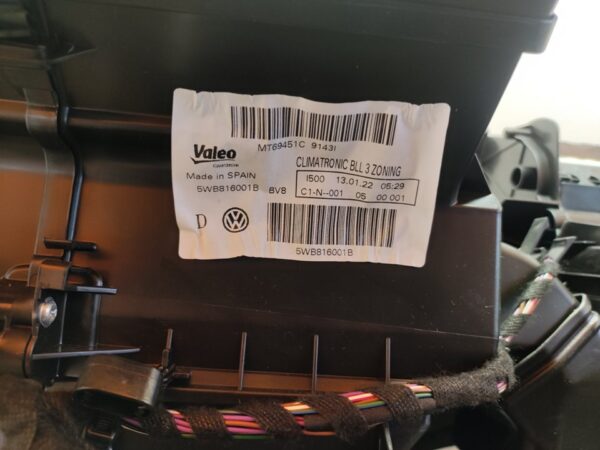 MT69451C 9143I
Valeo
CLIMATRONIC BLL 3 ZONING
Made in SPAIN
I500 13.01.22 05:29
5WB816001B 8V8
C1-N--001 05 00 001
D
5WB816001B